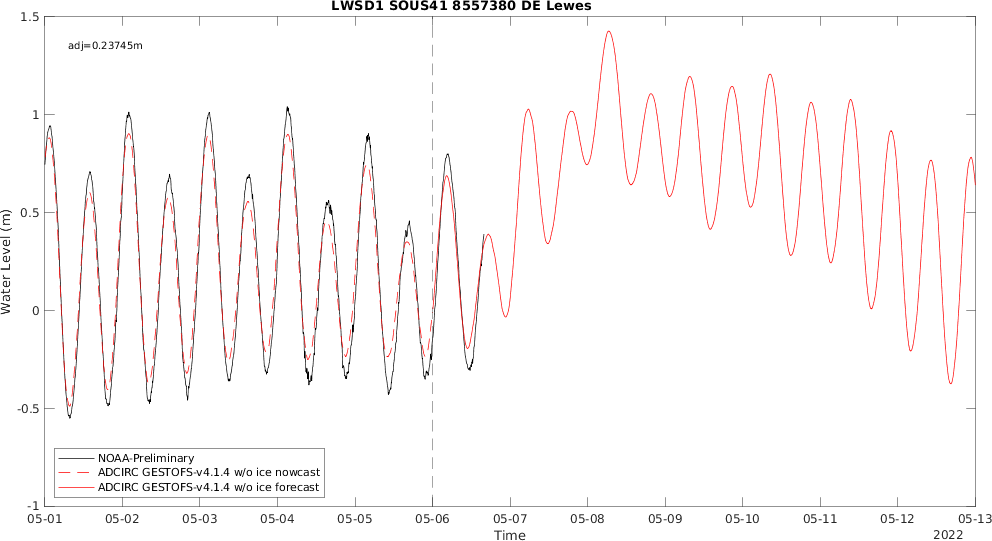 LWSD1 SOUS41 8557380 DE Lewes
adj=0.23745m
1.5
1
0.5
0
-0.5
-1
Water Level (m)
NOAA-Preliminary
ADCIRC GESTOFS-v4.1.4 w/o ice nowcast
ADCIRC GESTOFS-v4.1.4 w/o ice forecast
05-01 05-02 05-03 05-04 05-05 05-06 05-07 05-08 05-09 05-10 05-11 05-12 05-13
Time
2022